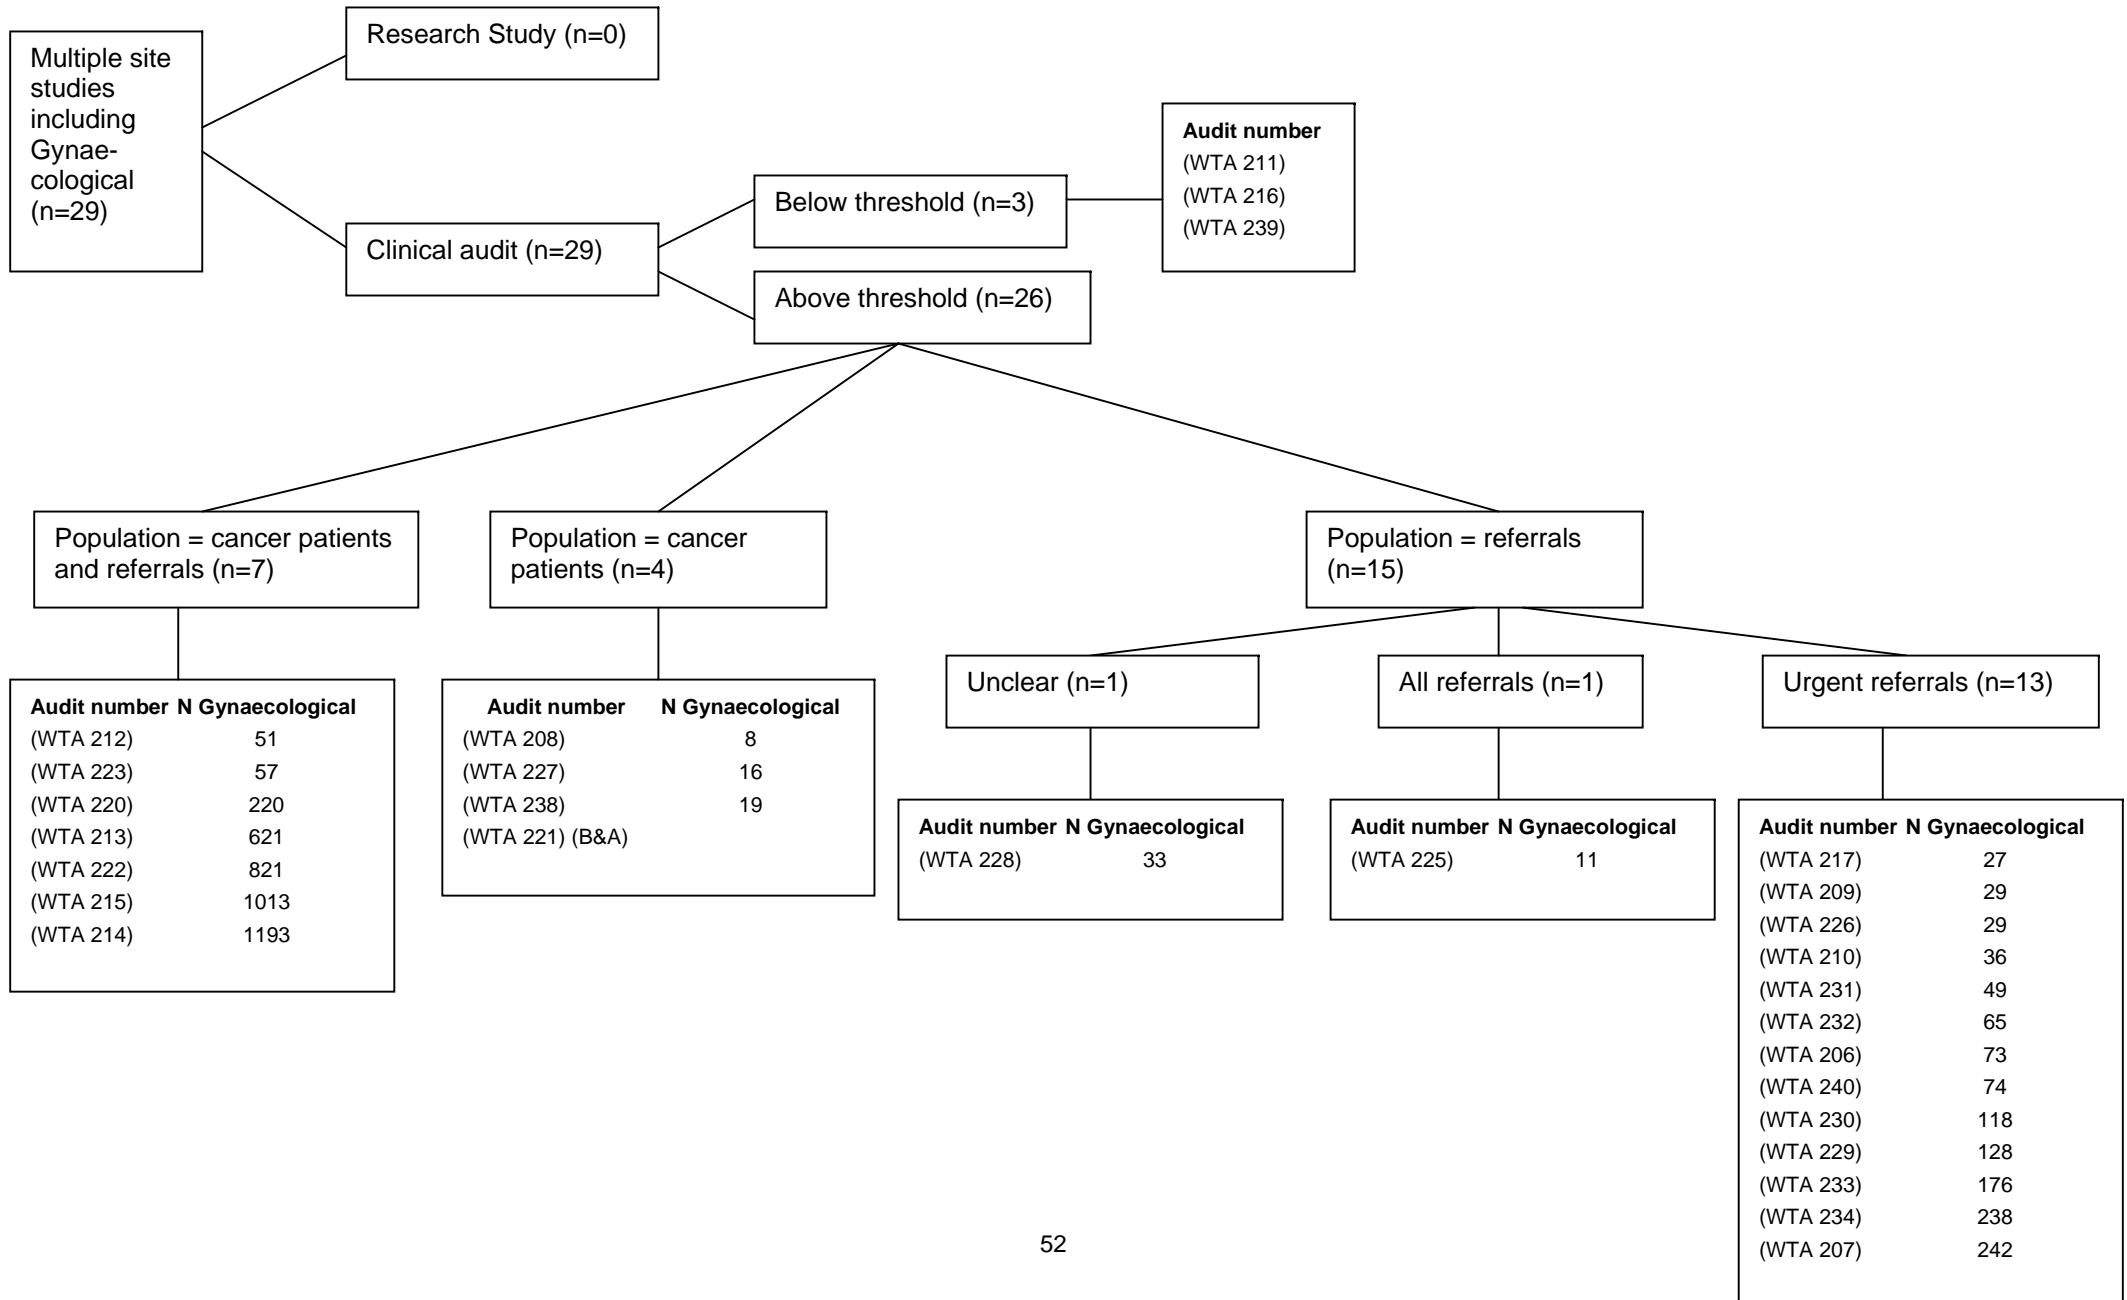 Multiple site
studies
including
Gynae-
cological
(n=29)
Research Study (n=0)
Clinical audit (n=29)
Below threshold (n=3)
Audit number
(WTA 211)
(WTA 216)
(WTA 239)
Above threshold (n=26)
Population = cancer patients
and referrals (n=7)
Audit number N Gynaecological
(WTA 212) 51
(WTA 223) 57
(WTA 220) 220
(WTA 213) 621
(WTA 222) 821
(WTA 215) 1013
(WTA 214) 1193
Population = cancer
patients (n=4)
Audit number N Gynaecological
(WTA 208) 8
(WTA 227) 16
(WTA 238) 19
(WTA 221) (B&A)
Population = referrals
(n=15)
Unclear (n=1)
Audit number N Gynaecological
(WTA 228) 33
All referrals (n=1)
Audit number N Gynaecological
(WTA 225) 11
Urgent referrals (n=13)
Audit number N Gynaecological
(WTA 217) 27
(WTA 209) 29
(WTA 226) 29
(WTA 210) 36
(WTA 231) 49
(WTA 232) 65
(WTA 206) 73
(WTA 240) 74
(WTA 230) 118
(WTA 229) 128
(WTA 233) 176
(WTA 234) 238
(WTA 207) 242
52